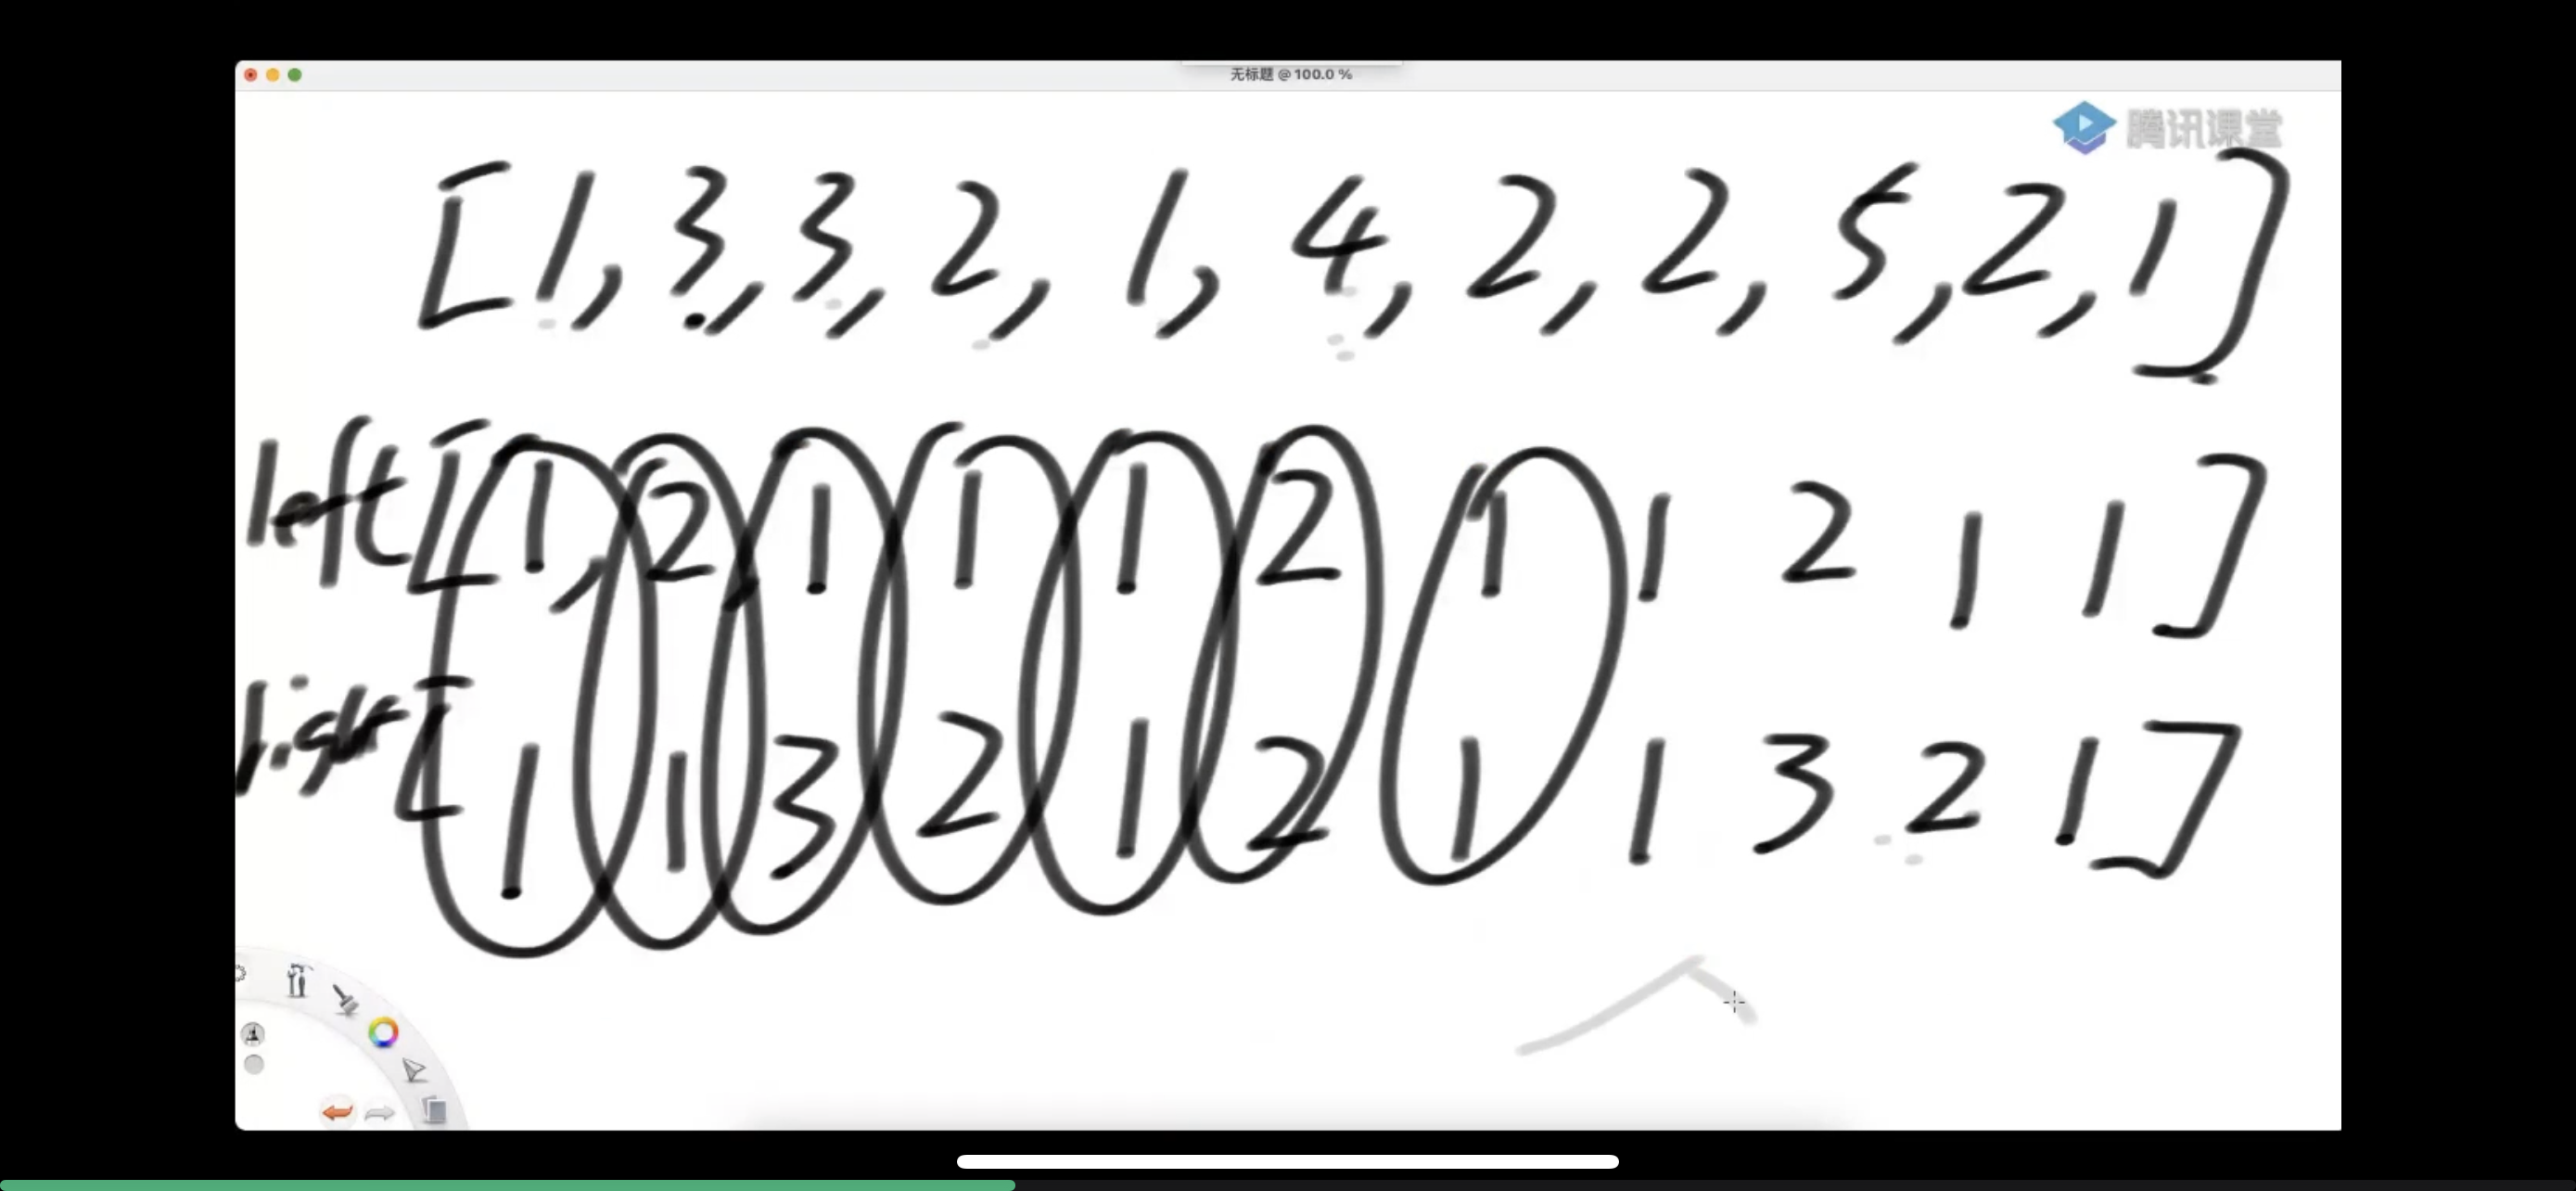 无标题 @ 100.0 %
腾讯课堂
[1,3,3,2,1,4,2,2,5,2,1]
left[1,2,1 1 1 2 1 1 2 1 1]
right[1 1 3 2 1 2 1 1 3 2 1]